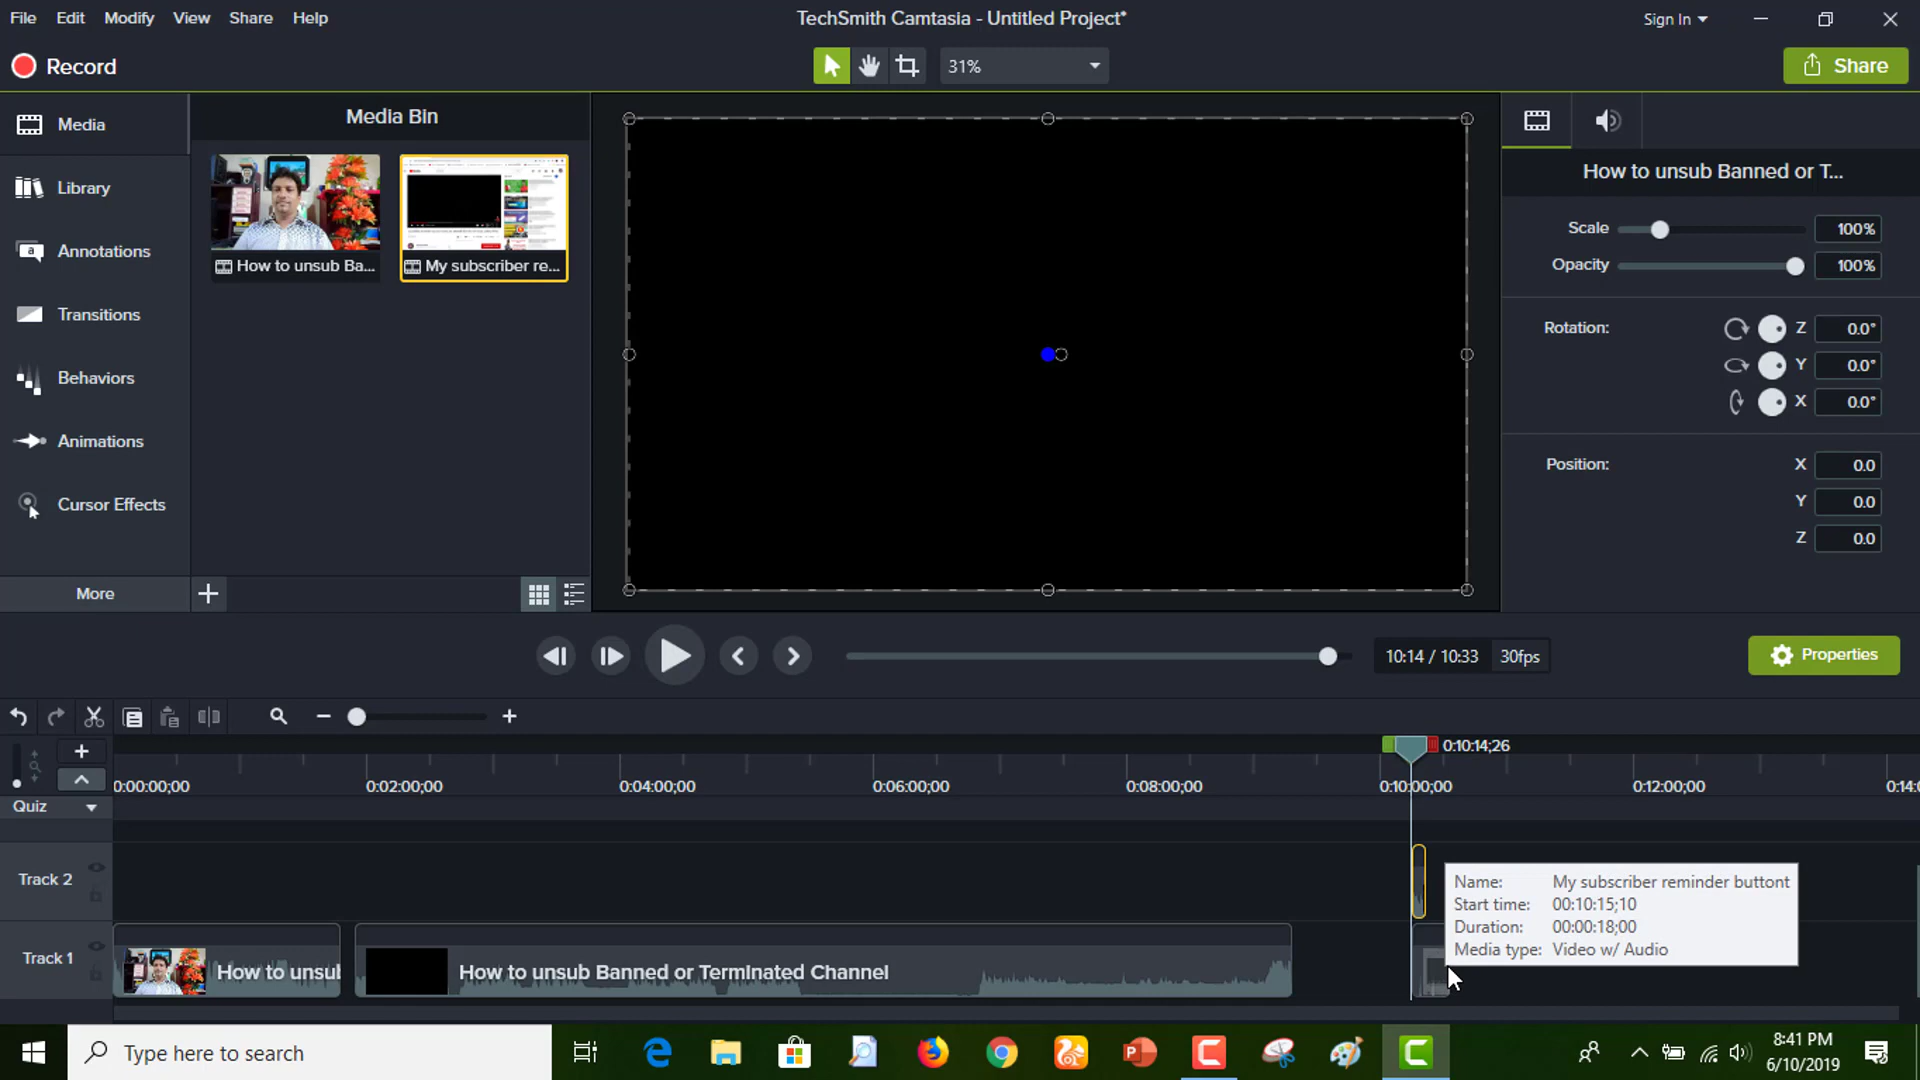 File Edit Modify View Share Help
TechSmith Camtasia - Untitled Project*
Sign In
Record
31%
Share
Media
Library
Annotations
Transitions
Behaviors
Animations
Cursor Effects
More
Media Bin
How to unsub Ba...
My subscriber re...
How to unsub Banned or T...
Scale 100%
Opacity 100%
Rotation: Z 0.0°
Y 0.0°
X 0.0°
Position: X 0.0
Y 0.0
Z 0.0
10:14 / 10:33 30fps
Properties
0:10:14;26
0:00:00;00 0:02:00;00 0:04:00;00 0:06:00;00 0:08:00;00 0:10:00;00 0:12:00;00 0:14:0
Quiz
Track 2
Name: My subscriber reminder buttont
Start time: 00:10:15;10
Duration: 00:00:18;00
Media type: Video w/ Audio
Track 1
How to unsub
How to unsub Banned or TermInated Channel
Type here to search
8:41 PM
6/10/2019